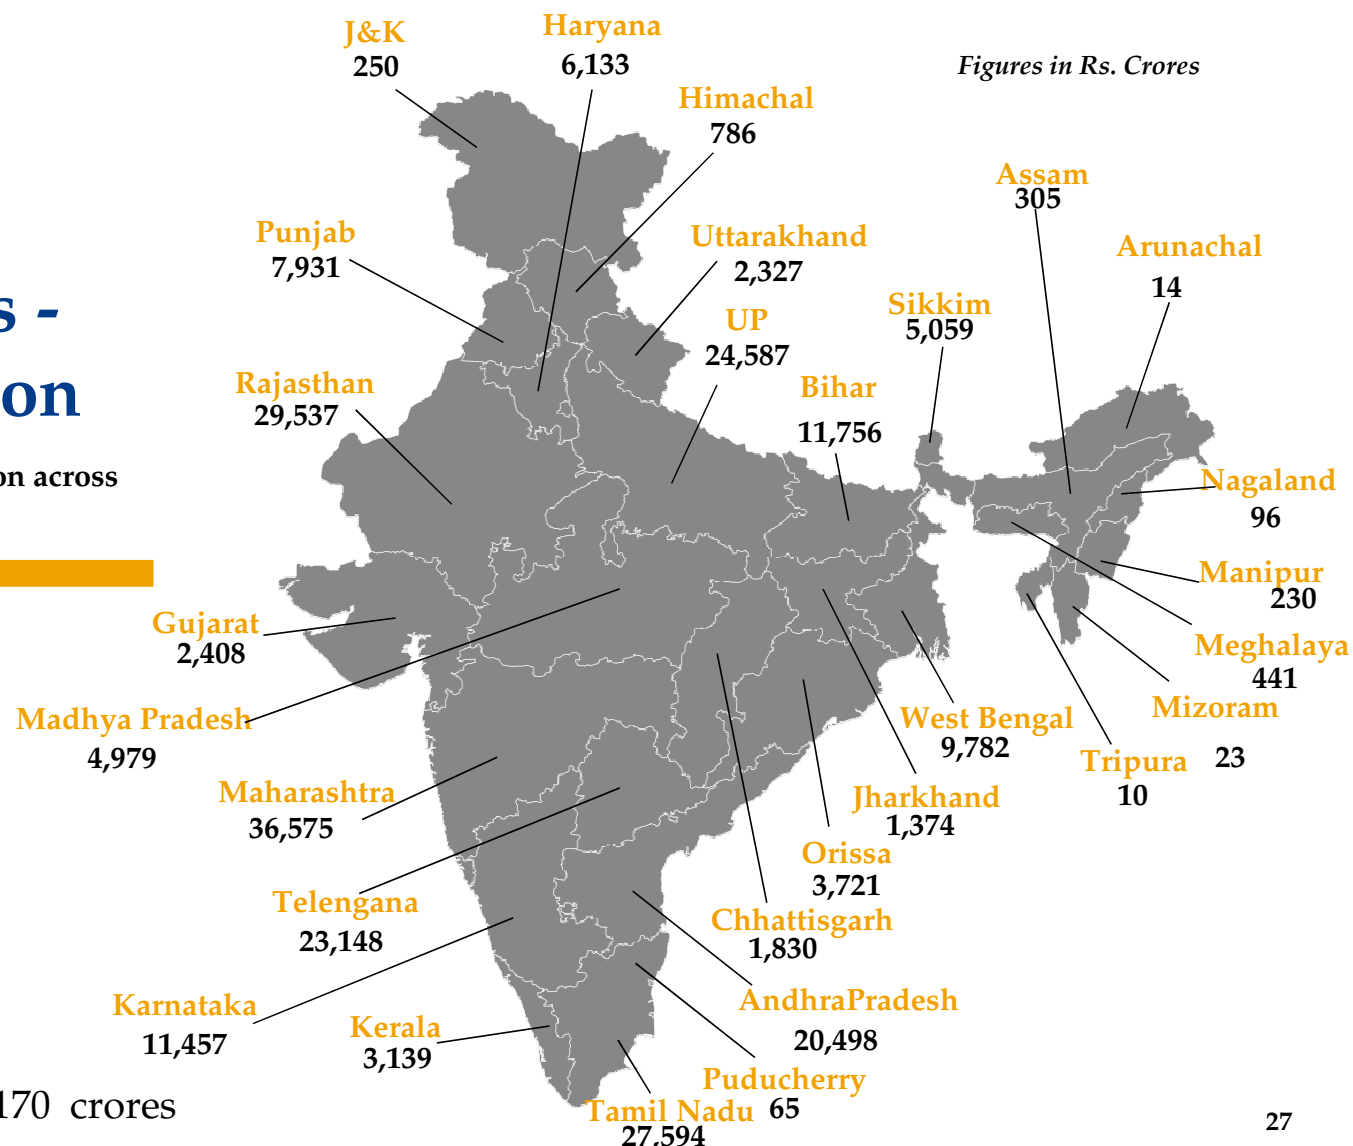 J&K
250
Haryana
6,133
Figures in Rs. Crores
Himachal
786
Assam
305
Punjab
7,931
Uttarakhand
2,327
Arunachal
14
s -
Sikkim
5,059
UP
24,587
on
Rajasthan
29,537
Bihar
11,756
on across
Nagaland
96
Manipur
230
Gujarat
2,408
Meghalaya
441
Madhya Pradesh
4,979
West Bengal
9,782
Mizoram
23
Tripura
10
Maharashtra
36,575
Jharkhand
1,374
Orissa
3,721
Telengana
23,148
Chhattisgarh
1,830
Karnataka
11,457
AndhraPradesh
20,498
Kerala
3,139
Puducherry
65
170 crores
Tamil Nadu
27,594
27